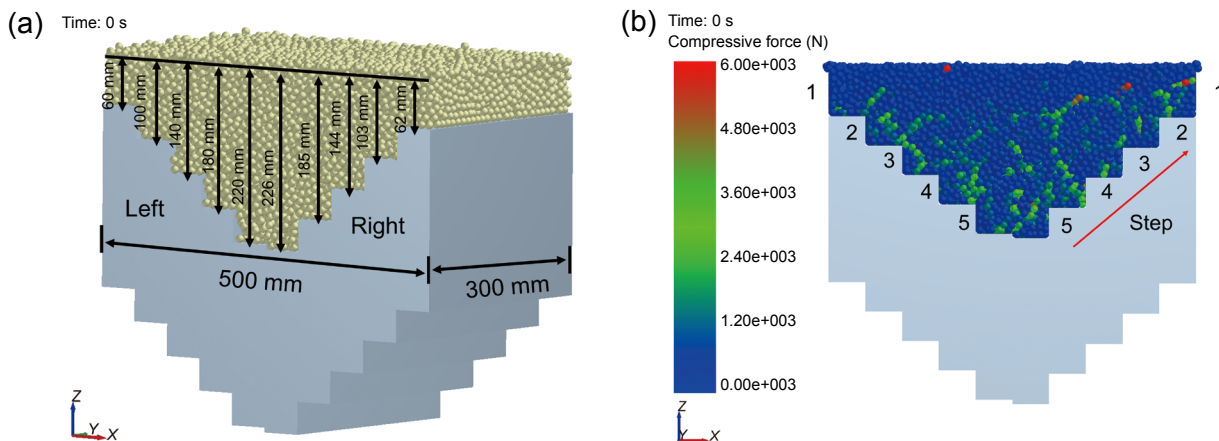 (a)
Time: 0 s
60 mm
100 mm
140 mm
180 mm
220 mm
226 mm
185 mm
144 mm
103 mm
62 mm
Left
Right
500 mm
300 mm
Z
Y
X
(b)
Time: 0 s
Compressive force (N)
6.00e+003
4.80e+003
3.60e+003
2.40e+003
1.20e+003
0.00e+003
1
1
2
2
3
3
4
4
5
5
Step
Z
Y
X